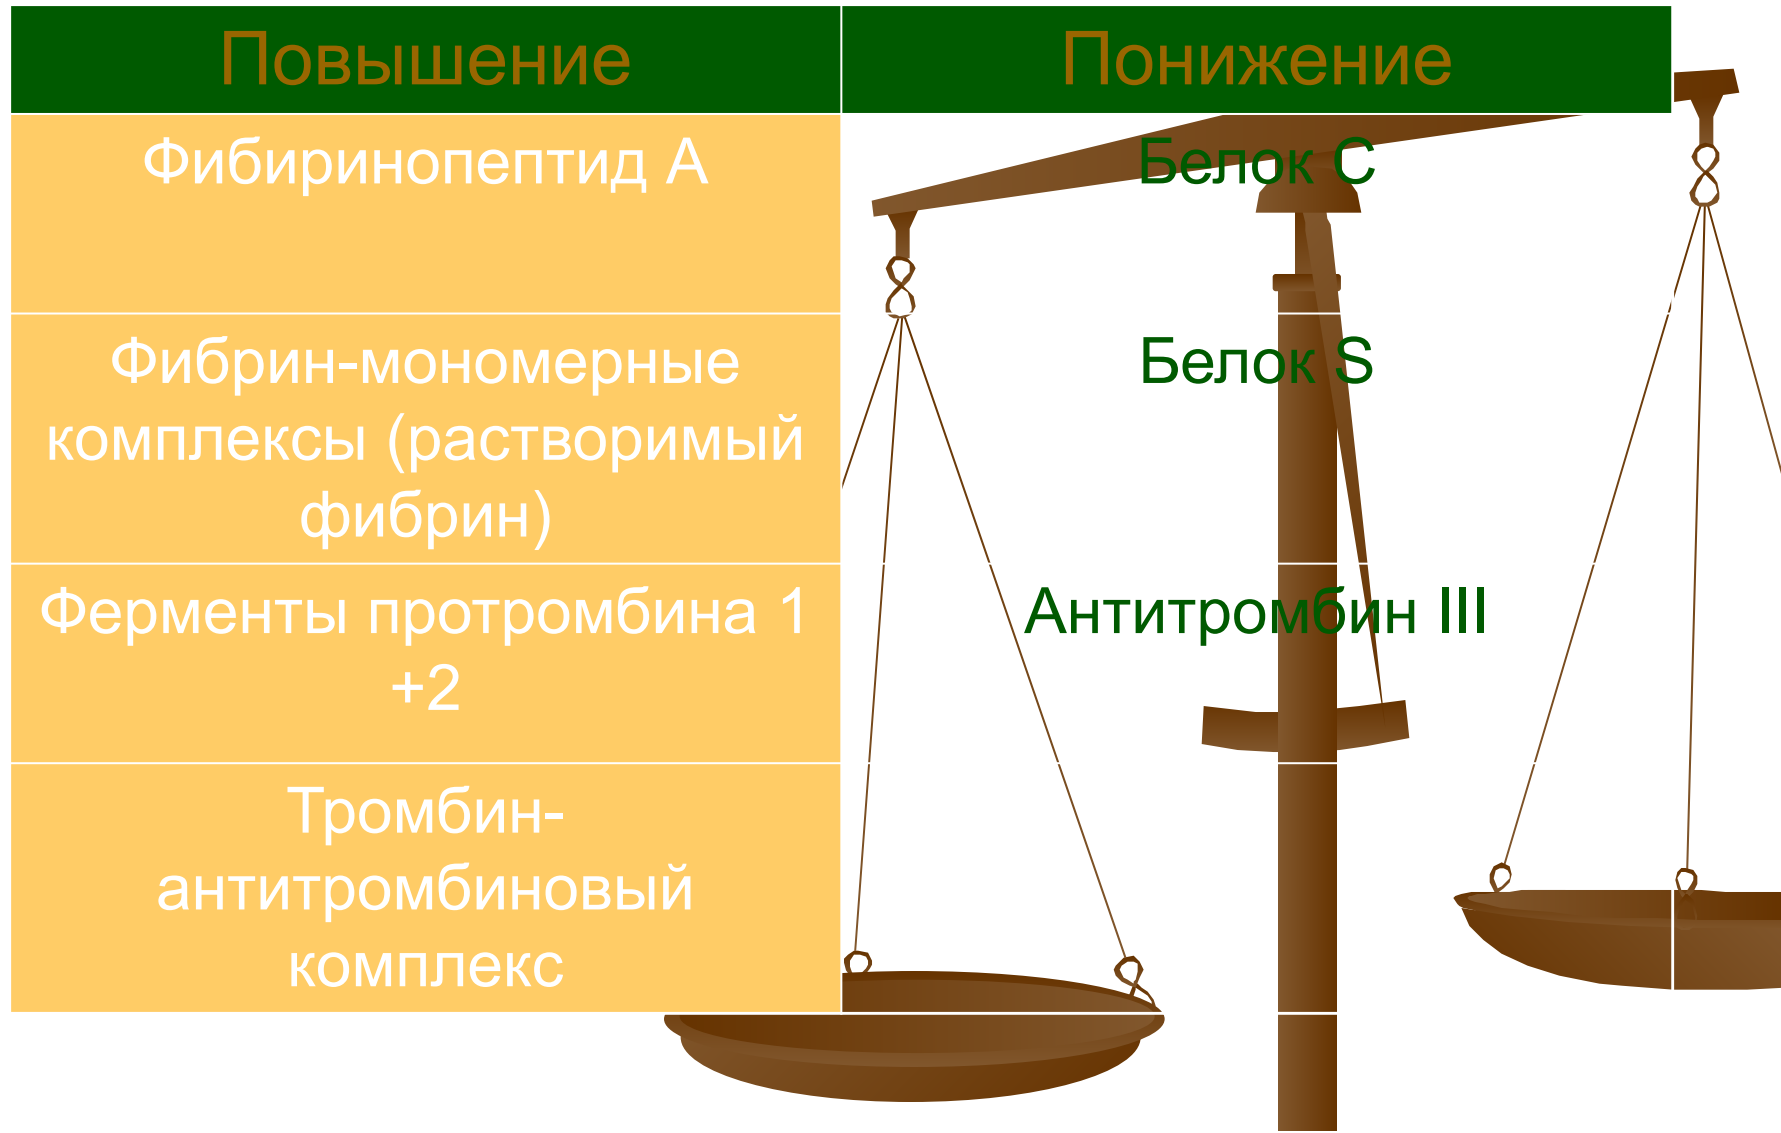 Повышение
Понижение
Фибиринопептид А
Белок С
Фибрин-мономерные
комплексы (растворимый
фибрин)
Белок S
Ферменты протромбина 1
+2
Антитромбин III
Тромбин-
антитромбиновый
комплекс